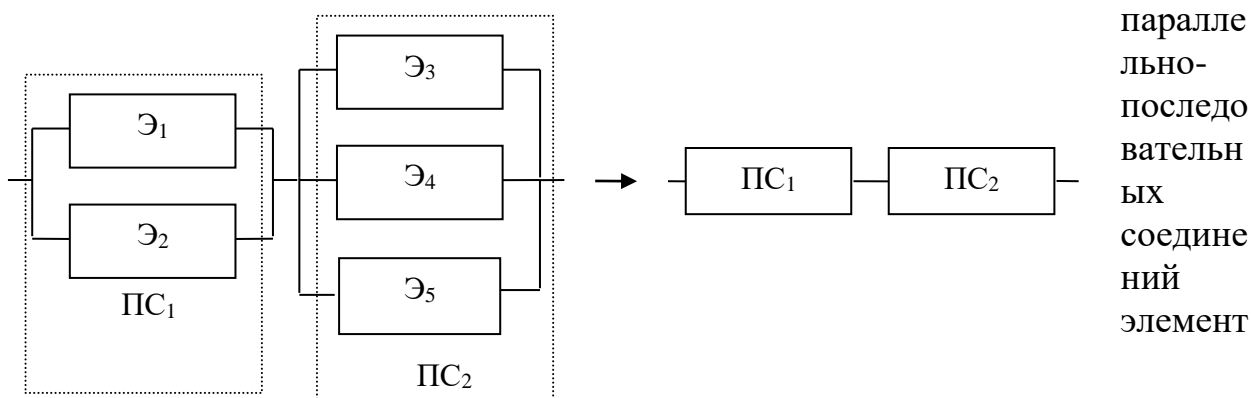 Э₃
Э₁
Э₄
Э₂
Э₅
ПС₁
ПС₂
ПС₁
ПС₂
паралле
льно-
последо
вательн
ых
соедине
ний
элемент